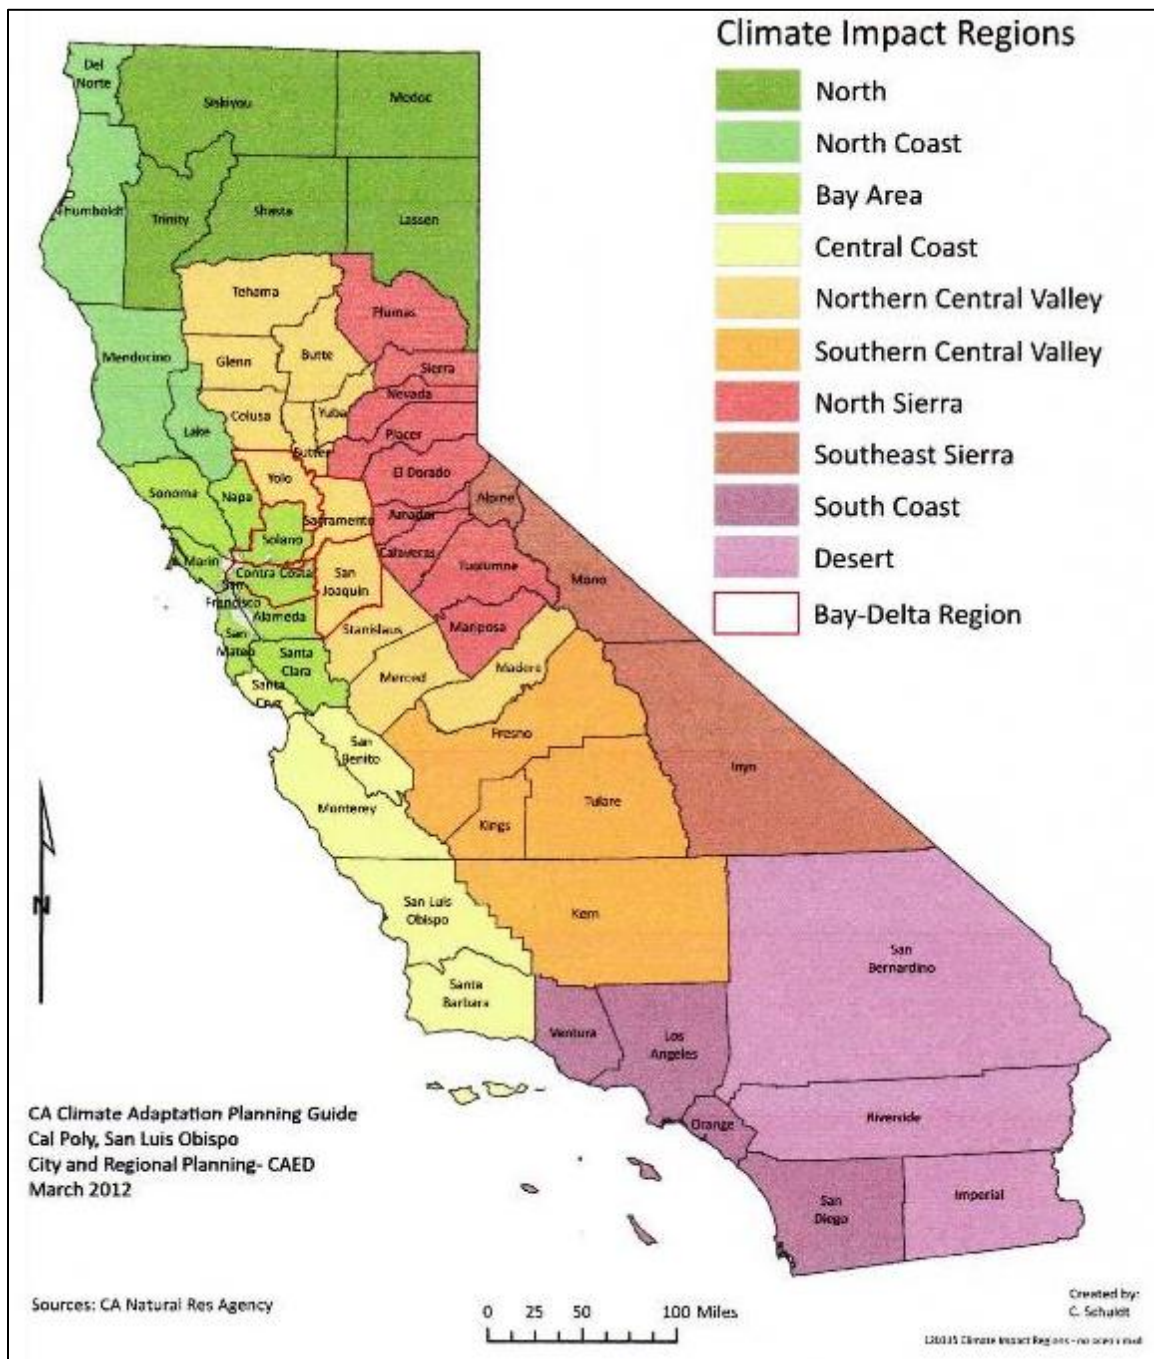 Climate Impact Regions
North
North Coast
Bay Area
Central Coast
Northern Central Valley
Southern Central Valley
North Sierra
Southeast Sierra
South Coast
Desert
Bay-Delta Region
Del
Norte
Siskiyou
Modoc
Humboldt
Trinity
Shasta
Lassen
Tehama
Plumas
Mendocino
Glenn
Butte
Sierra
Nevada
Colusa
Yuba
Lake
Placer
Sutter
Yolo
El Dorado
Sonoma
Napa
Alpine
Sacramento
Amador
Solano
Marin
Calaveras
Contra Costa
San
Joaquin
Tuolumne
Mono
San
Francisco
Alameda
Stanislaus
Mariposa
San
Mateo
Santa
Clara
Merced
Madera
Santa
Cruz
San
Benito
Fresno
Inyo
Monterey
Kings
Tulare
San Luis
Obispo
Kern
San
Bernardino
Santa
Barbara
Ventura
Los
Angeles
Orange
Riverside
San
Diego
Imperial
N
CA Climate Adaptation Planning Guide
Cal Poly, San Luis Obispo
City and Regional Planning- CAED
March 2012
Sources: CA Natural Res Agency
0 25 50 100 Miles
Created by:
C. Schuldt
Climate Impact Regions - no